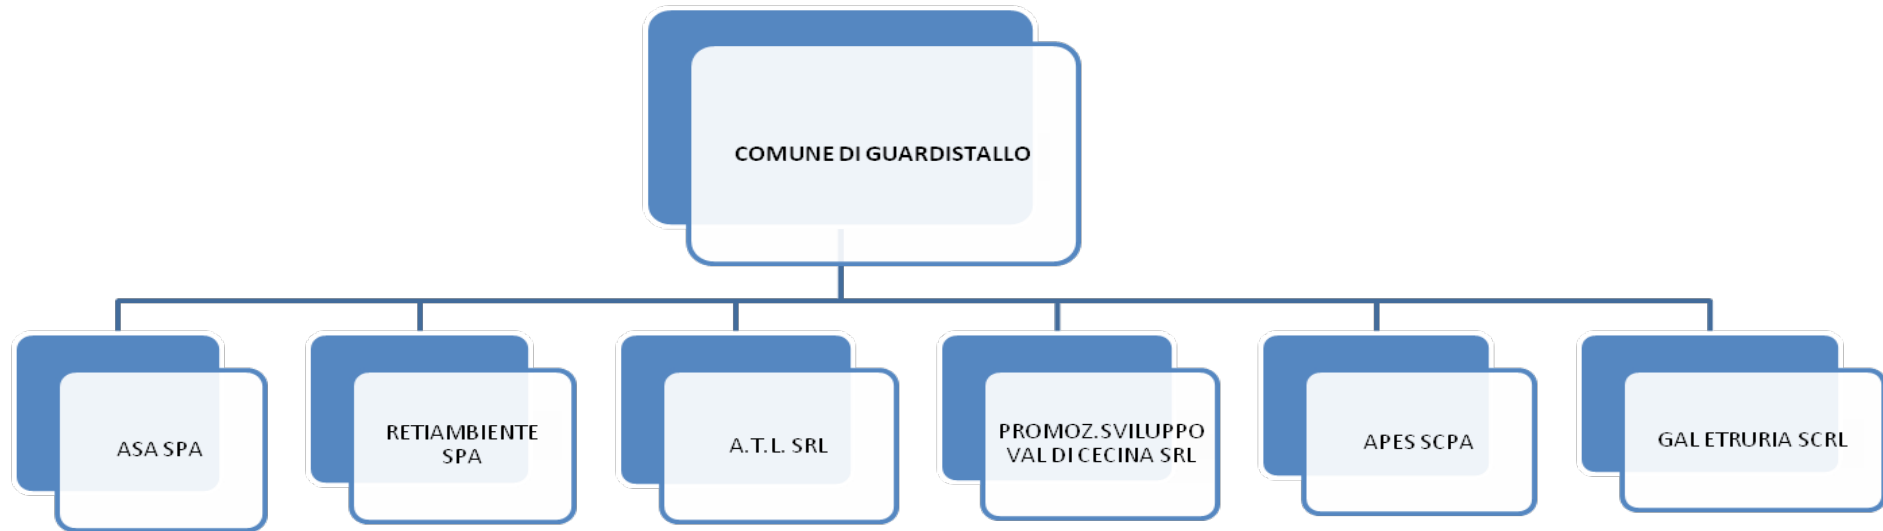 COMUNE DI GUARDISTALLO
ASA SPA
RETIAMBIENTE
SPA
A.T.L. SRL
PROMOZ.SVILUPPO
VAL DI CECINA SRL
APES SCPA
GAL ETRURIA SCRL